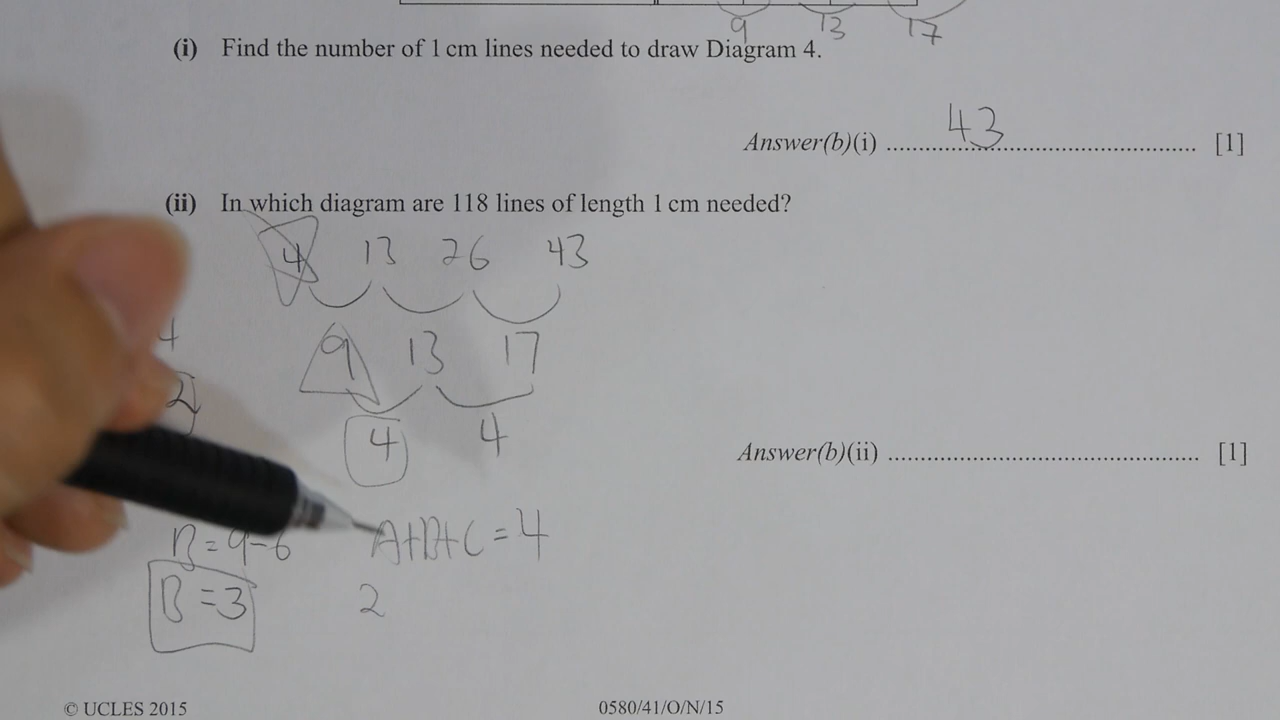 9 13 17
(i) Find the number of 1 cm lines needed to draw Diagram 4.
43
Answer(b)(i) ................................................ [1]
(ii) In which diagram are 118 lines of length 1 cm needed?
4 13 26 43
9 13 17
2
4 4
Answer(b)(ii) ................................................ [1]
B = 9-6 A+B+C = 4
B = 3 2
© UCLES 2015 0580/41/O/N/15